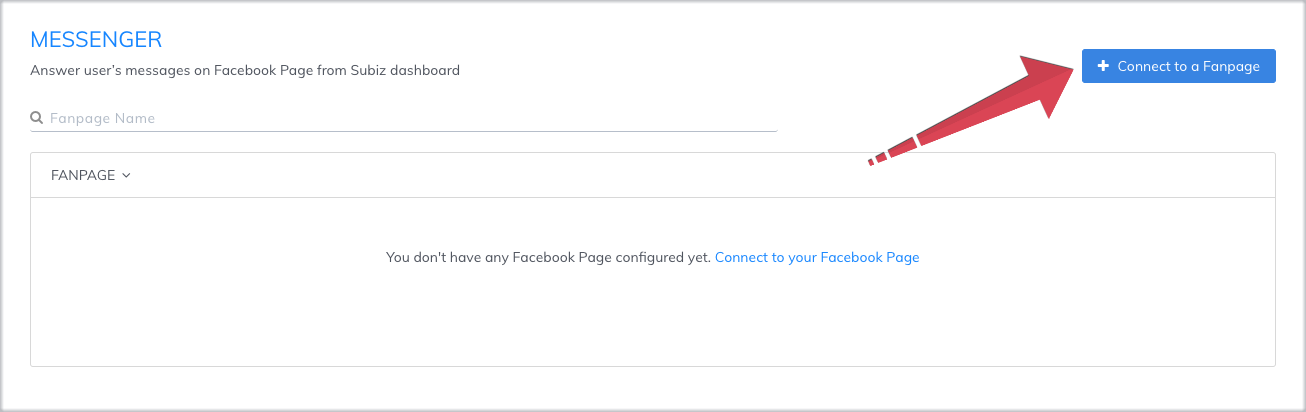 MESSENGER
Answer user's messages on Facebook Page from Subiz dashboard
+ Connect to a Fanpage
Fanpage Name
FANPAGE
You don't have any Facebook Page configured yet. Connect to your Facebook Page